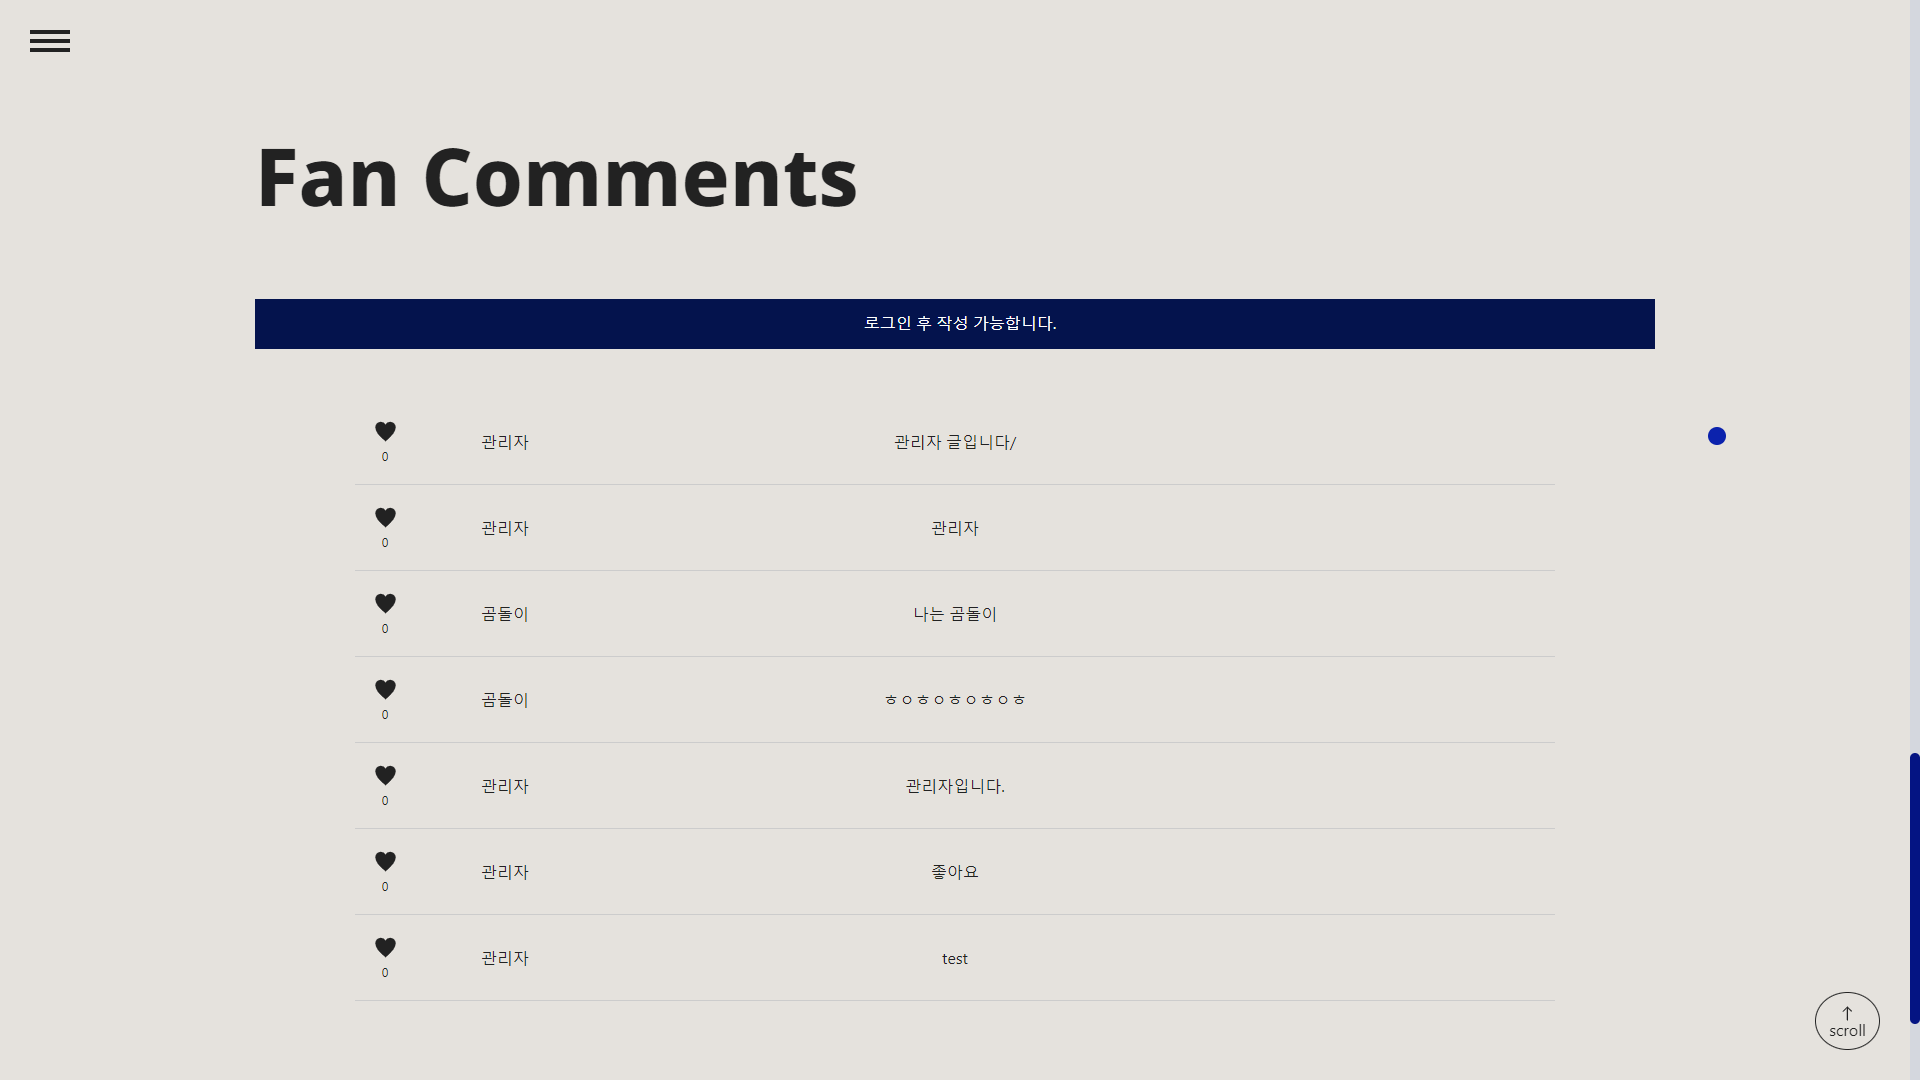 Fan Comments
로그인 후 작성 가능합니다.
0
관리자
관리자 글입니다/
0
관리자
관리자
0
곰돌이
나는 곰돌이
0
곰돌이
ㅎㅇㅎㅇㅎㅇㅎㅇㅎ
0
관리자
관리자입니다.
0
관리자
좋아요
0
관리자
test
↑
scroll